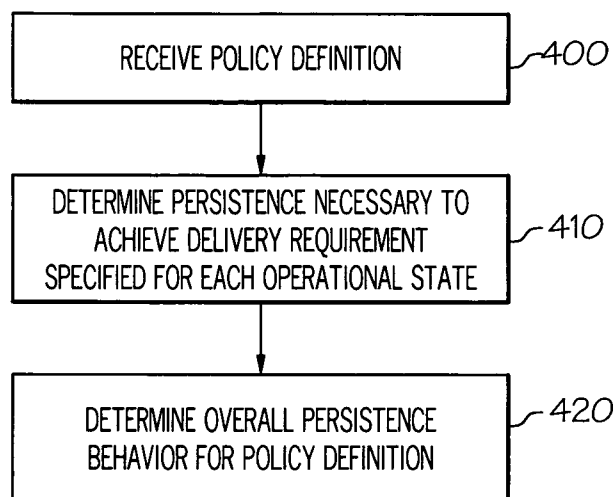 RECEIVE POLICY DEFINITION
400
DETERMINE PERSISTENCE NECESSARY TO
ACHIEVE DELIVERY REQUIREMENT
SPECIFIED FOR EACH OPERATIONAL STATE
410
DETERMINE OVERALL PERSISTENCE
BEHAVIOR FOR POLICY DEFINITION
420